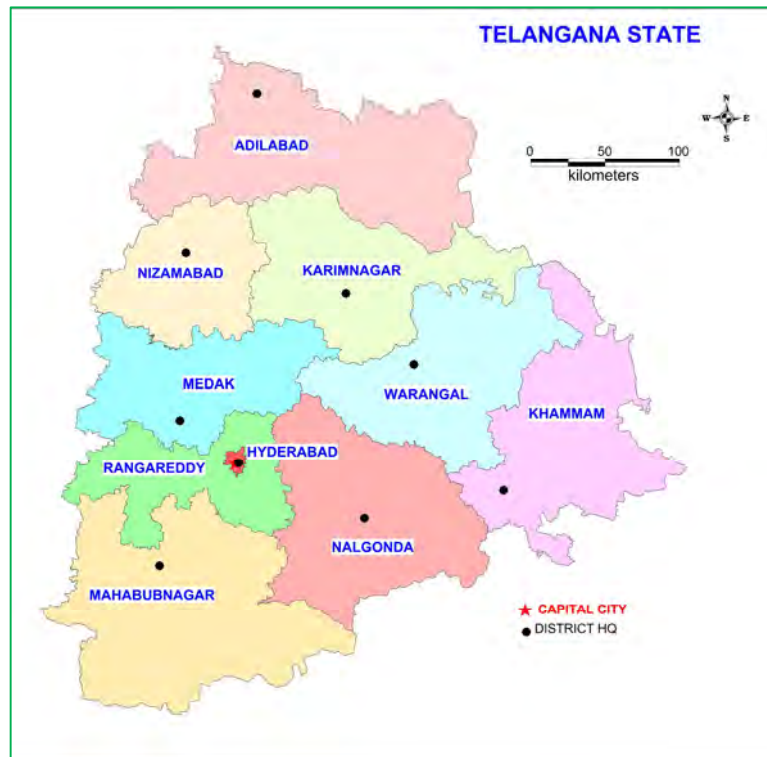 TELANGANA STATE
N
W E
S
ADILABAD
0 50 100
kilometers
NIZAMABAD
KARIMNAGAR
MEDAK
WARANGAL
KHAMMAM
HYDERABAD
RANGAREDDY
NALGONDA
MAHABUBNAGAR
CAPITAL CITY
DISTRICT HQ